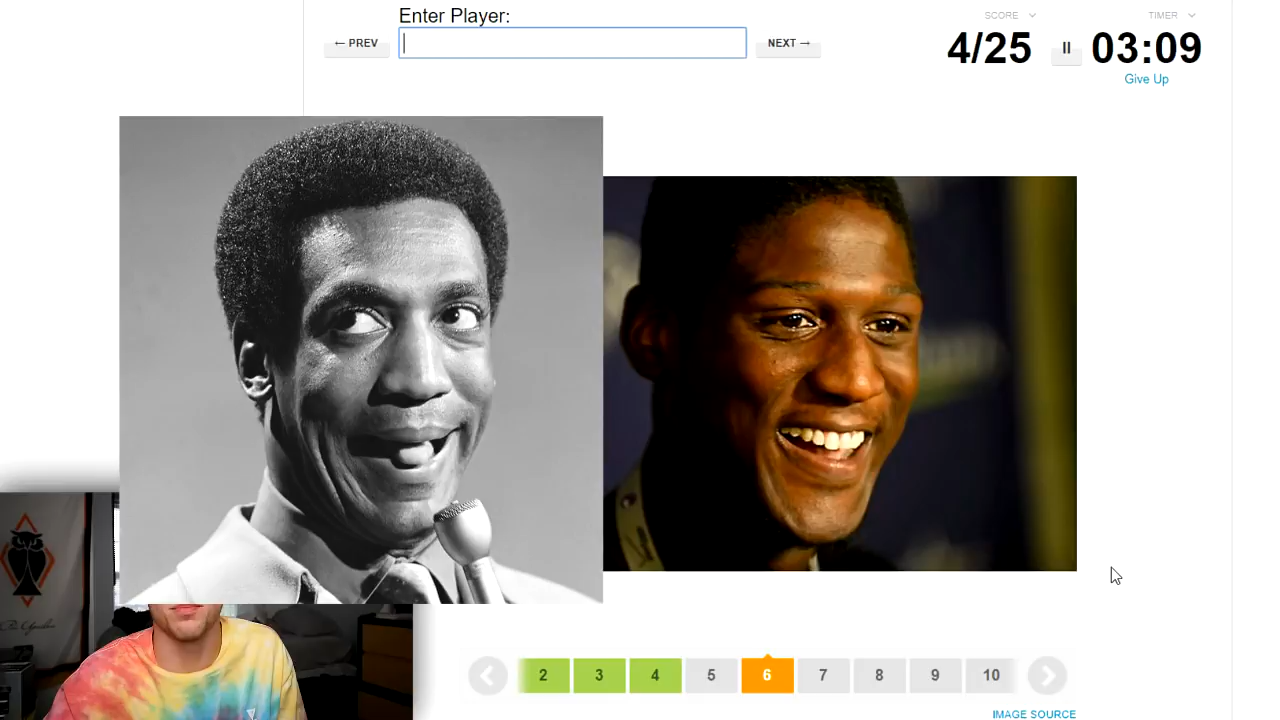 Enter Player:
← PREV
NEXT →
SCORE
4/25
TIMER
03:09
Give Up
2 3 4 5 6 7 8 9 10
IMAGE SOURCE